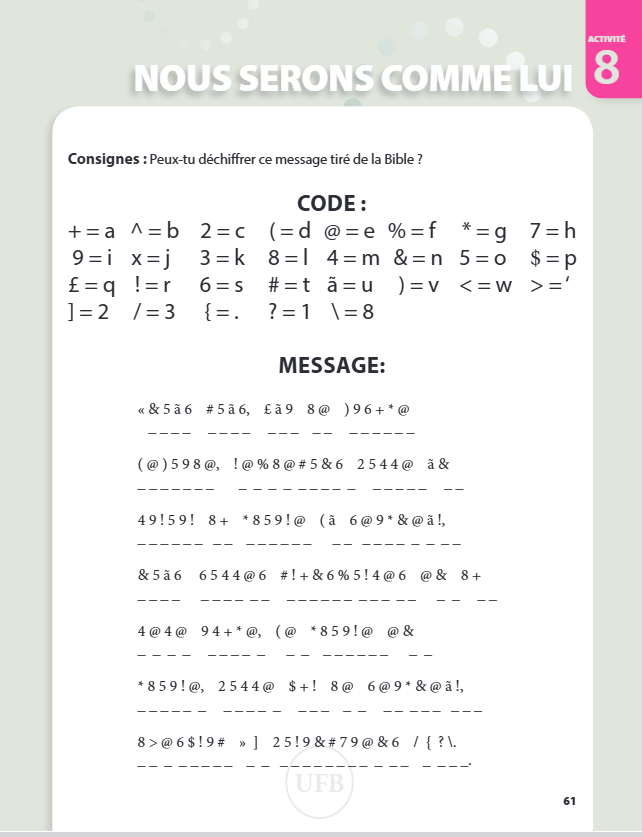 ACTIVITÉ
8
NOUS SERONS COMME LUI
Consignes : Peux-tu déchiffrer ce message tiré de la Bible ?
CODE :
+ = a ^ = b 2 = c ( = d @ = e % = f * = g 7 = h
9 = i x = j 3 = k 8 = l 4 = m & = n 5 = o $ = p
£ = q ! = r 6 = s # = t ã = u ) = v < = w > = ‘
] = 2 / = 3 { = . ? = 1 \ = 8
MESSAGE:
« & 5 ã 6 # 5 ã 6, £ ã 9 8 @ ) 9 6 + * @
( @ ) 5 9 8 @, ! @ % 8 @ # 5 & 6 2 5 4 4 @ ã &
4 9 ! 5 9 ! 8 + * 8 5 9 ! @ ( ã 6 @ 9 * & @ ã !,
& 5 ã 6 6 5 4 4 @ 6 # ! + & 6 % 5 ! 4 @ 6 @ & 8 +
4 @ 4 @ 9 4 + * @, ( @ * 8 5 9 ! @ @ &
* 8 5 9 ! @, 2 5 4 4 @ $ + ! 8 @ 6 @ 9 * & @ ã !,
8 > @ 6 $ ! 9 # » ] 2 5 ! 9 & # 7 9 @ & 6 / { ? \.
UFB
61